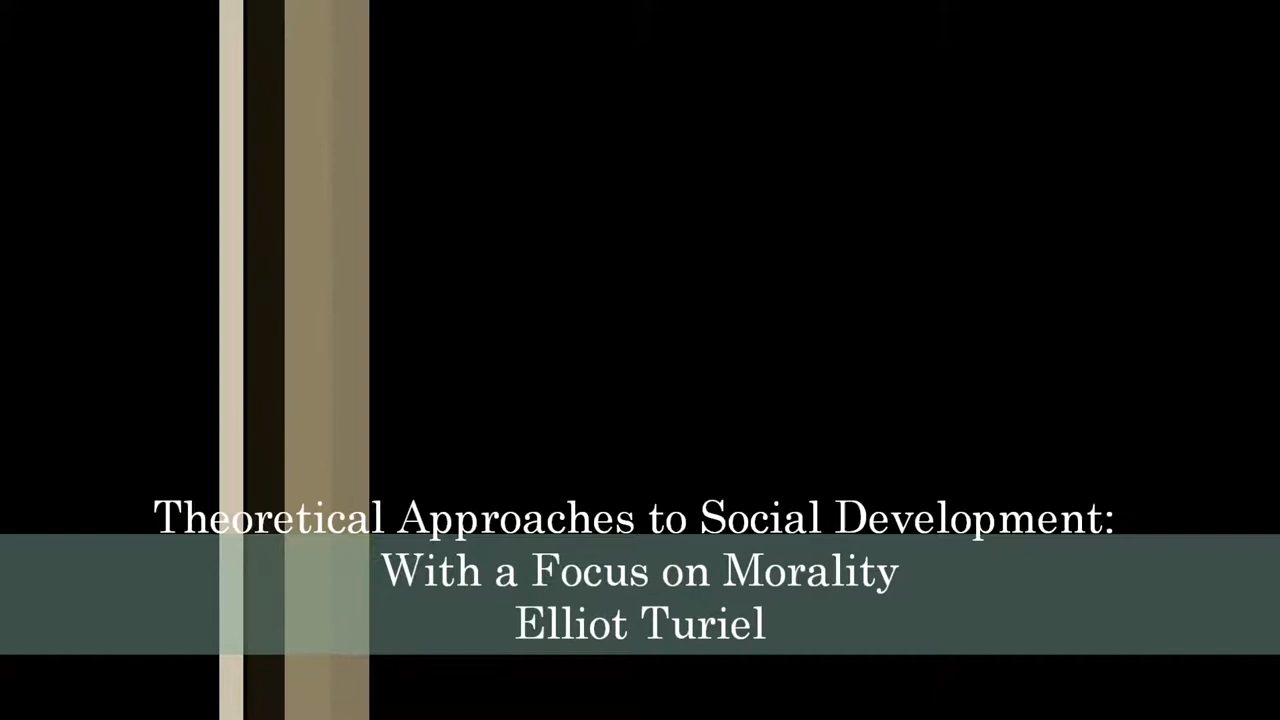 Theoretical Approaches to Social Development:
With a Focus on Morality
Elliot Turiel